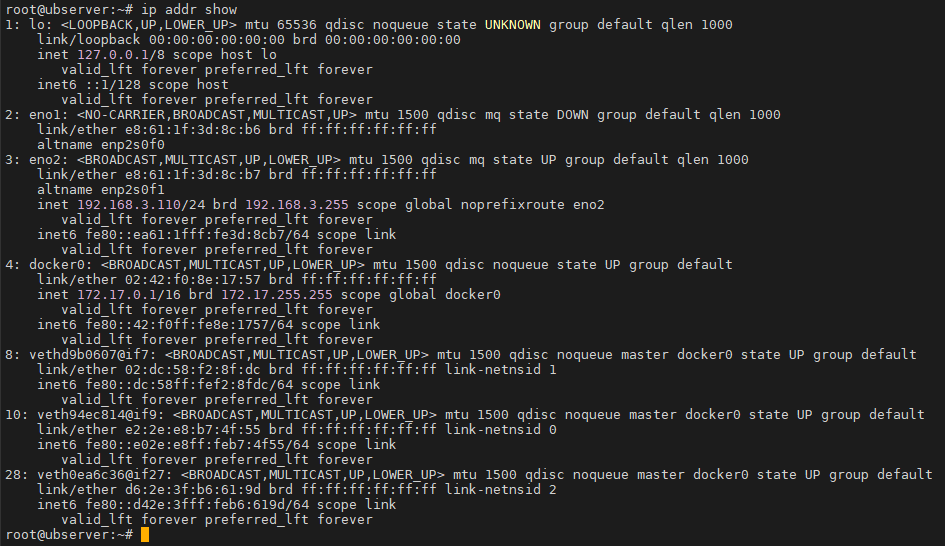 root@ubserver:~# ip addr show
1: lo: <LOOPBACK,UP,LOWER_UP> mtu 65536 qdisc noqueue state UNKNOWN group default qlen 1000
    link/loopback 00:00:00:00:00:00 brd 00:00:00:00:00:00
    inet 127.0.0.1/8 scope host lo
       valid_lft forever preferred_lft forever
    inet6 ::1/128 scope host
       valid_lft forever preferred_lft forever
2: eno1: <NO-CARRIER,BROADCAST,MULTICAST,UP> mtu 1500 qdisc mq state DOWN group default qlen 1000
    link/ether e8:61:1f:3d:8c:b6 brd ff:ff:ff:ff:ff:ff
    altname enp2s0f0
3: eno2: <BROADCAST,MULTICAST,UP,LOWER_UP> mtu 1500 qdisc mq state UP group default qlen 1000
    link/ether e8:61:1f:3d:8c:b7 brd ff:ff:ff:ff:ff:ff
    altname enp2s0f1
    inet 192.168.3.110/24 brd 192.168.3.255 scope global noprefixroute eno2
       valid_lft forever preferred_lft forever
    inet6 fe80::ea61:1fff:fe3d:8cb7/64 scope link
       valid_lft forever preferred_lft forever
4: docker0: <BROADCAST,MULTICAST,UP,LOWER_UP> mtu 1500 qdisc noqueue state UP group default
    link/ether 02:42:f0:8e:17:57 brd ff:ff:ff:ff:ff:ff
    inet 172.17.0.1/16 brd 172.17.255.255 scope global docker0
       valid_lft forever preferred_lft forever
    inet6 fe80::42:f0ff:fe8e:1757/64 scope link
       valid_lft forever preferred_lft forever
8: vethd9b0607@if7: <BROADCAST,MULTICAST,UP,LOWER_UP> mtu 1500 qdisc noqueue master docker0 state UP group default
    link/ether 02:dc:58:f2:8f:dc brd ff:ff:ff:ff:ff:ff link-netnsid 1
    inet6 fe80::dc:58ff:fef2:8fdc/64 scope link
       valid_lft forever preferred_lft forever
10: veth94ec814@if9: <BROADCAST,MULTICAST,UP,LOWER_UP> mtu 1500 qdisc noqueue master docker0 state UP group default
    link/ether e2:2e:e8:b7:4f:55 brd ff:ff:ff:ff:ff:ff link-netnsid 0
    inet6 fe80::e02e:e8ff:feb7:4f55/64 scope link
       valid_lft forever preferred_lft forever
28: veth0ea6c36@if27: <BROADCAST,MULTICAST,UP,LOWER_UP> mtu 1500 qdisc noqueue master docker0 state UP group default
    link/ether d6:2e:3f:b6:61:9d brd ff:ff:ff:ff:ff:ff link-netnsid 2
    inet6 fe80::d42e:3fff:feb6:619d/64 scope link
       valid_lft forever preferred_lft forever
root@ubserver:~#